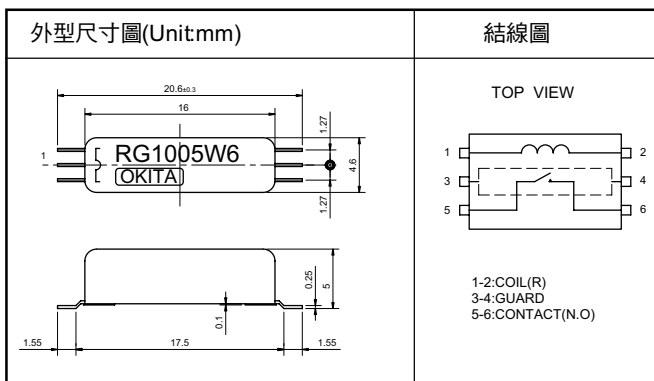 外型尺寸圖(Unit:mm)
結線圖
20.6±0.3
16
1.27
1
RG1005W6
OKITA
4.6
1.27
0.25
5
0.1
1.55
17.5
1.55
TOP VIEW
1
2
3
4
5
6
1-2:COIL(R)
3-4:GUARD
5-6:CONTACT(N.O)